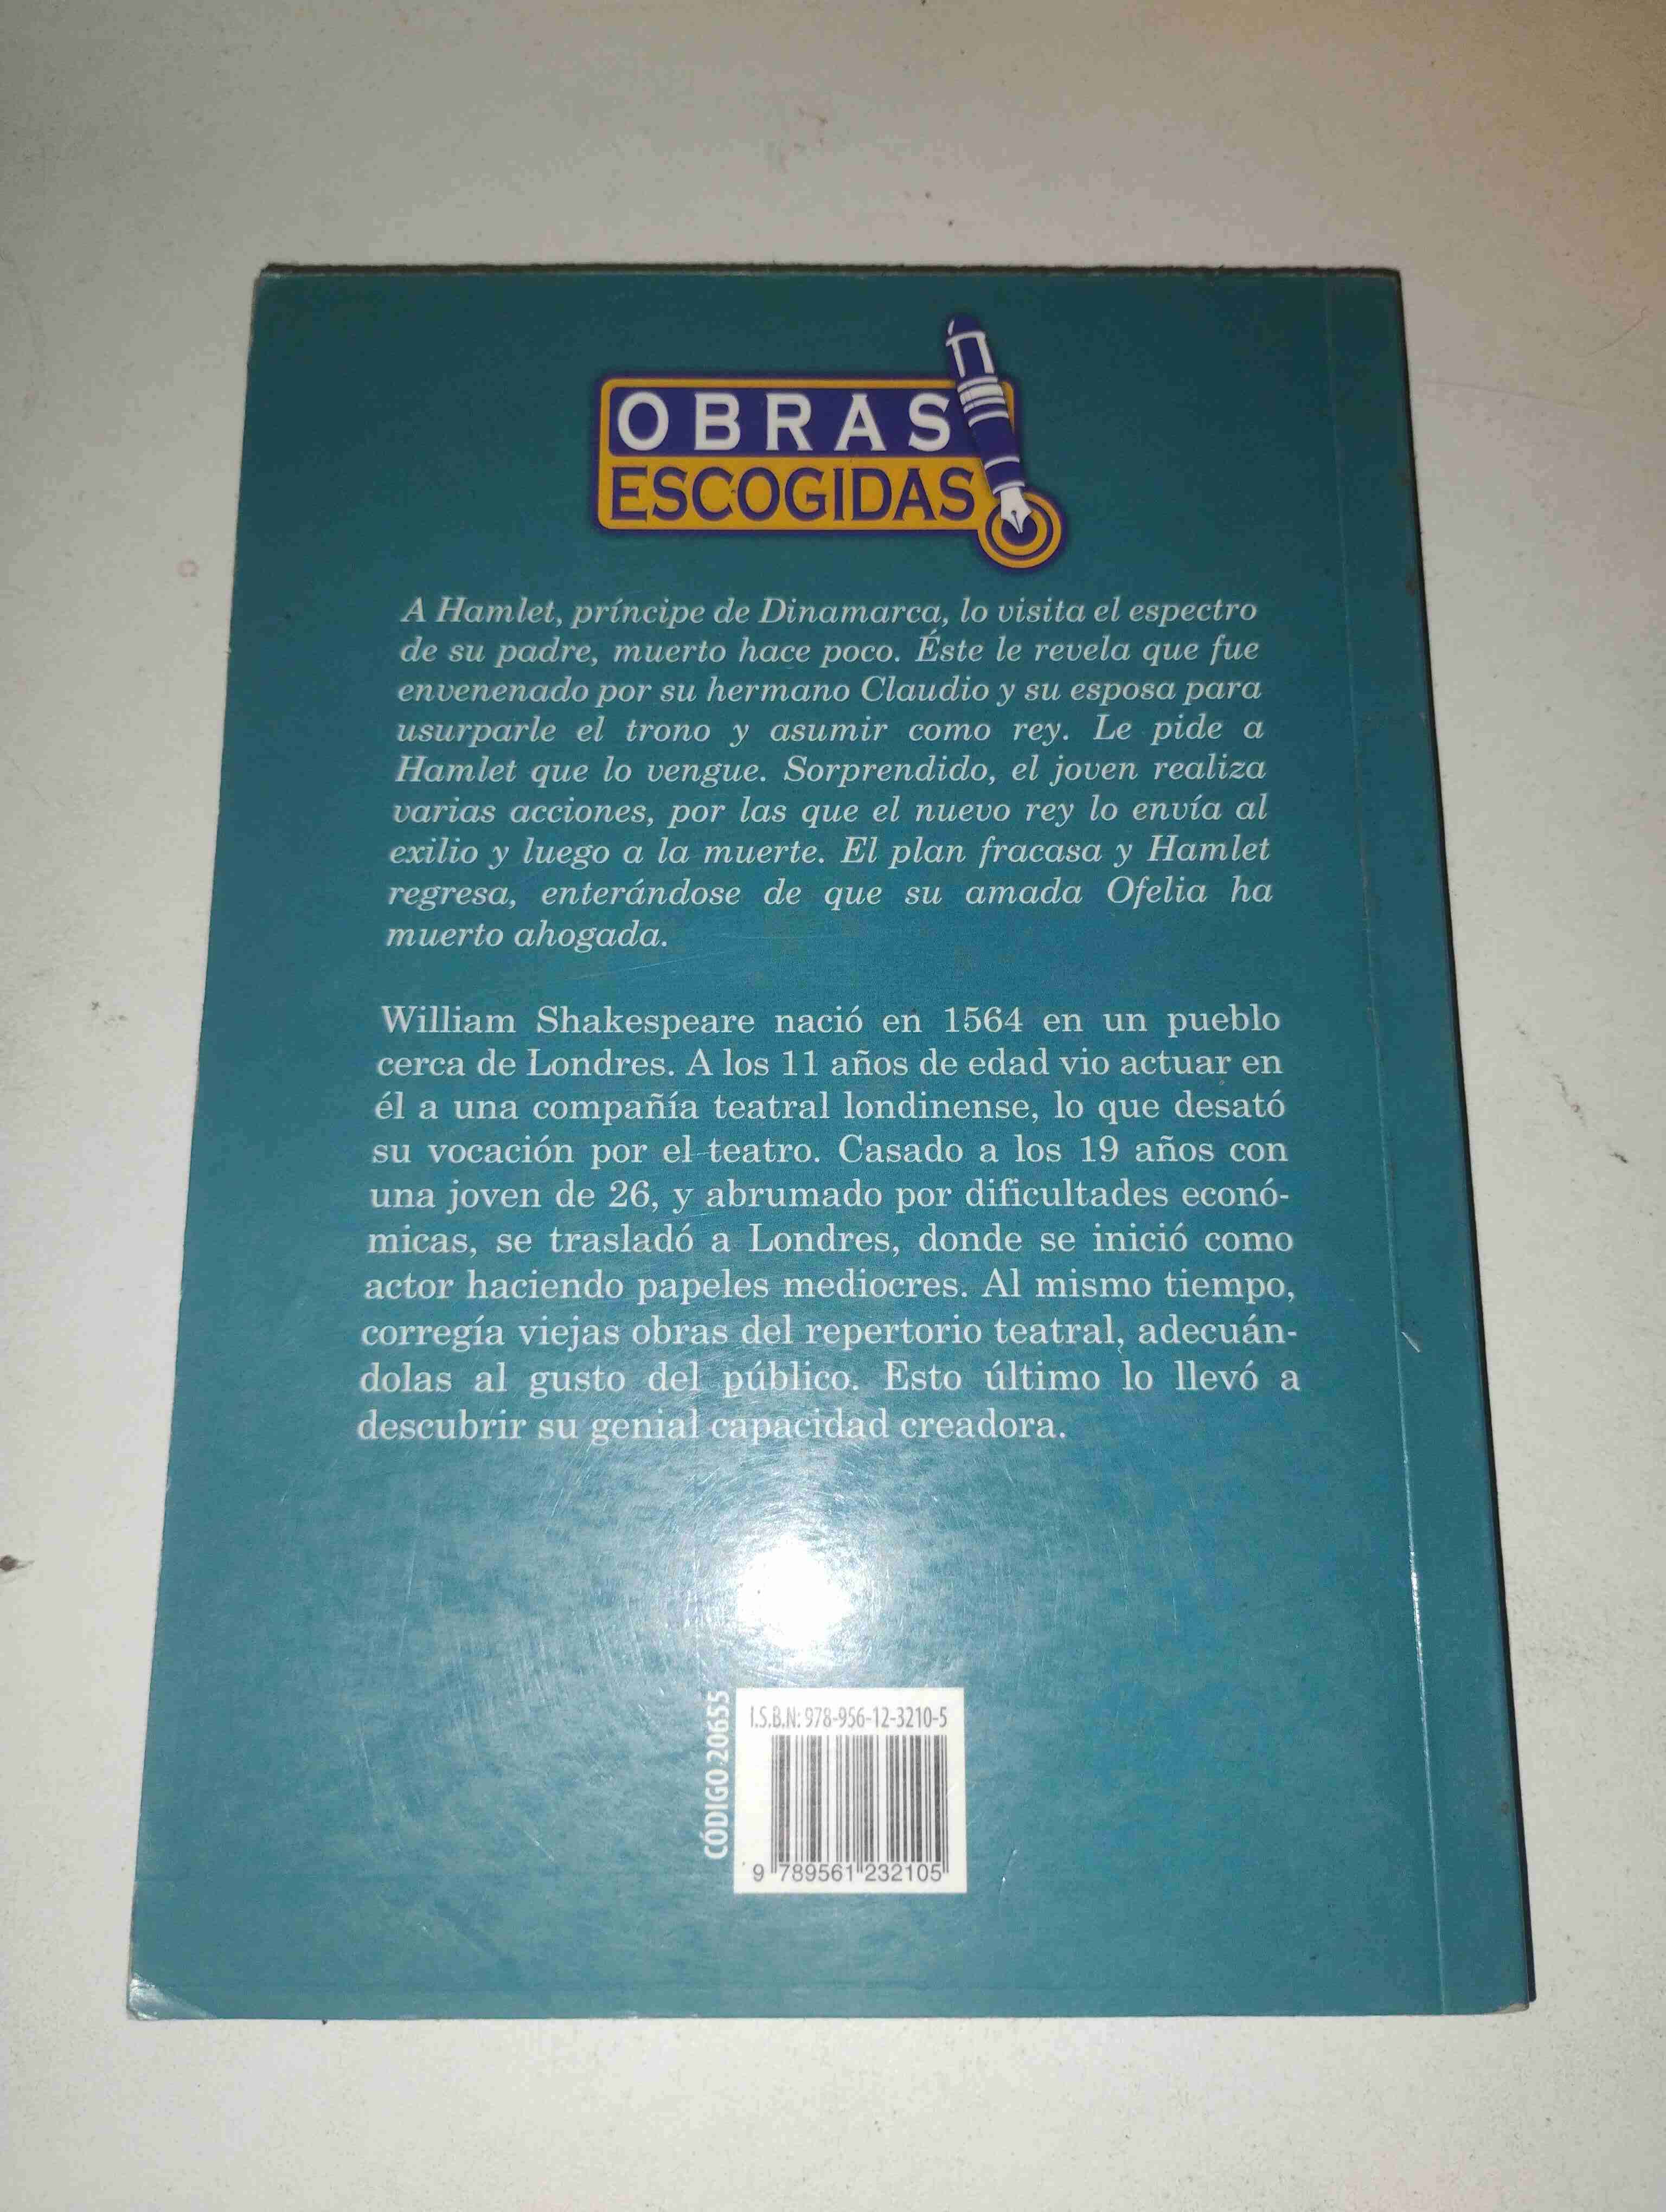 OBRAS
ESCOGIDAS
A Hamlet, príncipe de Dinamarca, lo visita el espectro
de su padre, muerto hace poco. Éste le revela que fue
envenenado por su hermano Claudio y su esposa para
usurparle el trono y asumir como rey. Le pide a
Hamlet que lo vengue. Sorprendido, el joven realiza
varias acciones, por las que el nuevo rey lo envía al
exilio y luego a la muerte. El plan fracasa y Hamlet
regresa, enterándose de que su amada Ofelia ha
muerto ahogada.
William Shakespeare nació en 1564 en un pueblo
cerca de Londres. A los 11 años de edad vio actuar en
él a una compañía teatral londinense, lo que desató
su vocación por el teatro. Casado a los 19 años con
una joven de 26, y abrumado por dificultades econó-
micas, se trasladó a Londres, donde se inició como
actor haciendo papeles mediocres. Al mismo tiempo,
corregía viejas obras del repertorio teatral, adecuán-
dolas al gusto del público. Esto último lo llevó a
descubrir su genial capacidad creadora.
CÓDIGO 20655
I.S.B.N: 978-956-12-3210-5
9 789561 232105